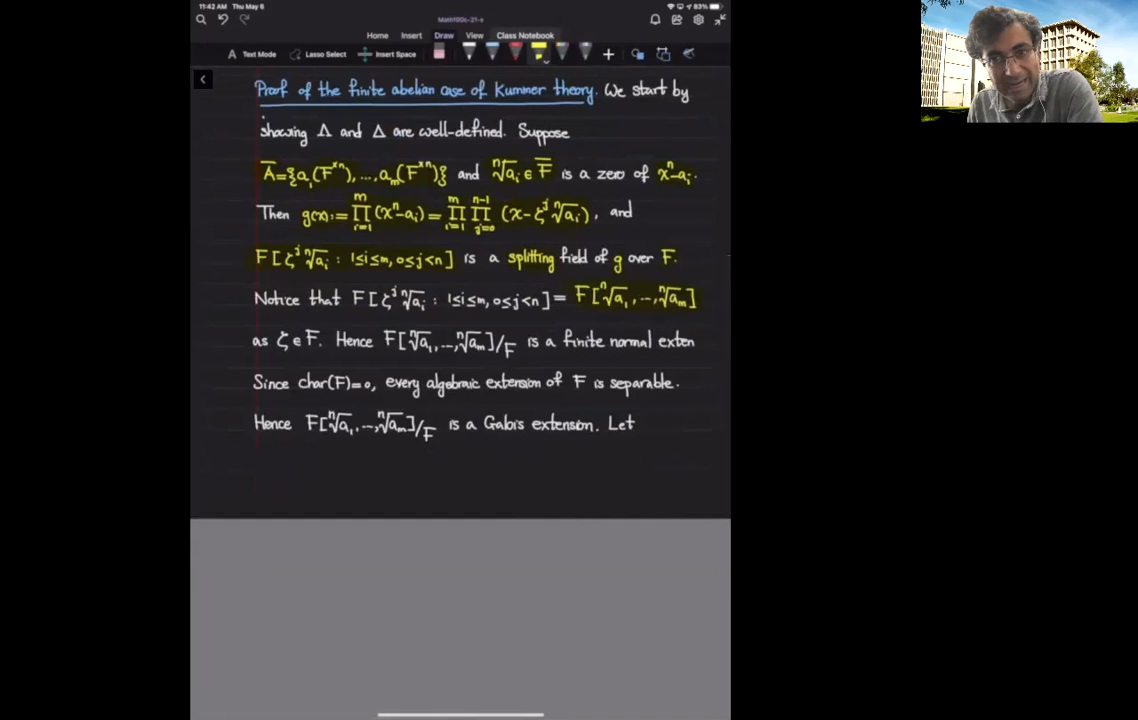 11:42 AM Thu May 6
83%
Math100c-21-s
Home Insert Draw View Class Notebook
Text Mode Lasso Select Insert Space
Proof of the finite abelian case of Kummer theory. We start by
showing Λ and Δ are well-defined. Suppose
Ā={a₁(F^{×n}),...,aₘ(F^{×n})} and ⁿ√aᵢ ∈ F̄ is a zero of xⁿ-aᵢ.
Then g(x):=∏_{i=1}^{m}(xⁿ-aᵢ)=∏_{i=1}^{m}∏_{j=0}^{n-1}(x-ζʲ ⁿ√aᵢ), and
F[ζʲ ⁿ√aᵢ : 1≤i≤m, 0≤j<n] is a splitting field of g over F.
Notice that F[ζʲ ⁿ√aᵢ : 1≤i≤m, 0≤j<n] = F[ⁿ√a₁,...,ⁿ√aₘ]
as ζ∈F. Hence F[ⁿ√a₁,...,ⁿ√aₘ]/F is a finite normal exten
Since char(F)=0, every algebraic extension of F is separable.
Hence F[ⁿ√a₁,...,ⁿ√aₘ]/F is a Galois extension. Let